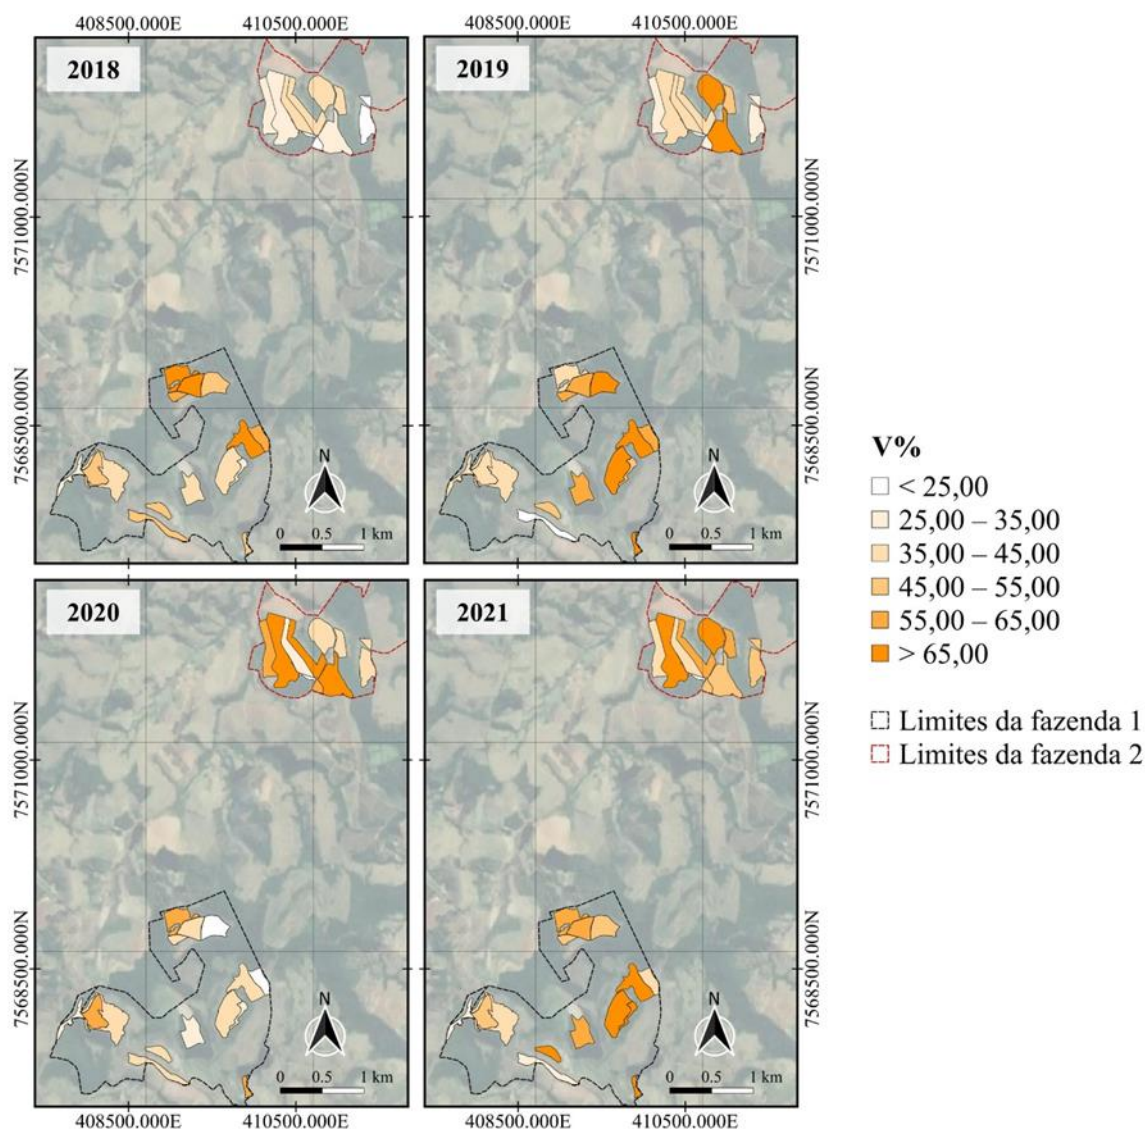 408500.000E 410500.000E 408500.000E 410500.000E
2018 2019
7571000.000N 7571000.000N
7568500.000N 7568500.000N
N N
0 0.5 1 km 0 0.5 1 km
2020 2021
7571000.000N 7571000.000N
7568500.000N 7568500.000N
N N
0 0.5 1 km 0 0.5 1 km
408500.000E 410500.000E 408500.000E 410500.000E
V%
< 25,00
25,00 – 35,00
35,00 – 45,00
45,00 – 55,00
55,00 – 65,00
> 65,00
Limites da fazenda 1
Limites da fazenda 2